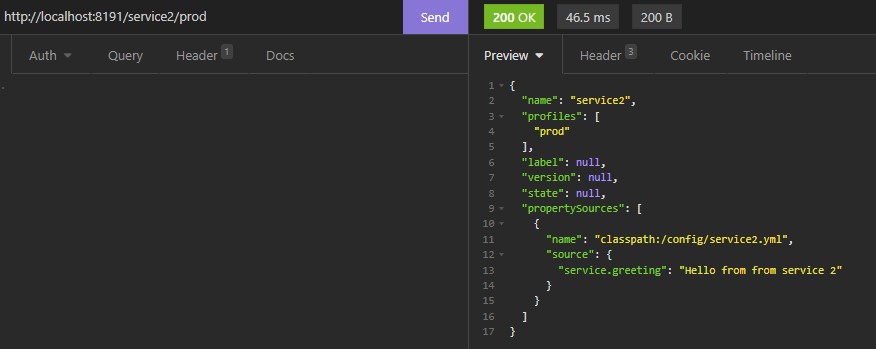 http://localhost:8191/service2/prod Send 200 OK 46.5 ms 200 B
Auth Query Header 1 Docs Preview Header 3 Cookie Timeline
1 {
2 "name": "service2",
3 "profiles": [
4 "prod"
5 ],
6 "label": null,
7 "version": null,
8 "state": null,
9 "propertySources": [
10 {
11 "name": "classpath:/config/service2.yml",
12 "source": {
13 "service.greeting": "Hello from from service 2"
14 }
15 }
16 ]
17 }